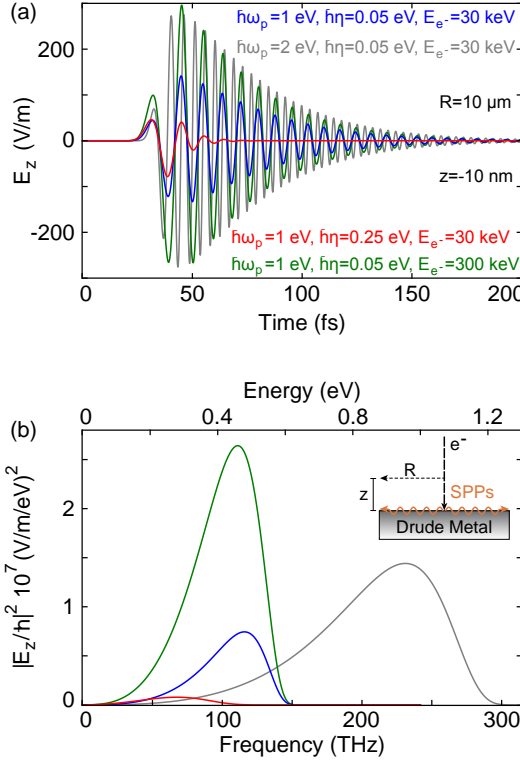 (a)
ħω_p=1 eV, ħη=0.05 eV, E_e-=30 keV
ħω_p=2 eV, ħη=0.05 eV, E_e-=30 keV
R=10 µm
z=-10 nm
ħω_p=1 eV, ħη=0.25 eV, E_e-=30 keV
ħω_p=1 eV, ħη=0.05 eV, E_e-=300 keV
E_z (V/m)
200
0
-200
0 50 100 150 200
Time (fs)
Energy (eV)
0 0.4 0.8 1.2
(b)
e-
R
z
SPPs
Drude Metal
|E_z/ħ|² 10⁷ (V/m/eV)²
2
1
0
0 100 200 300
Frequency (THz)